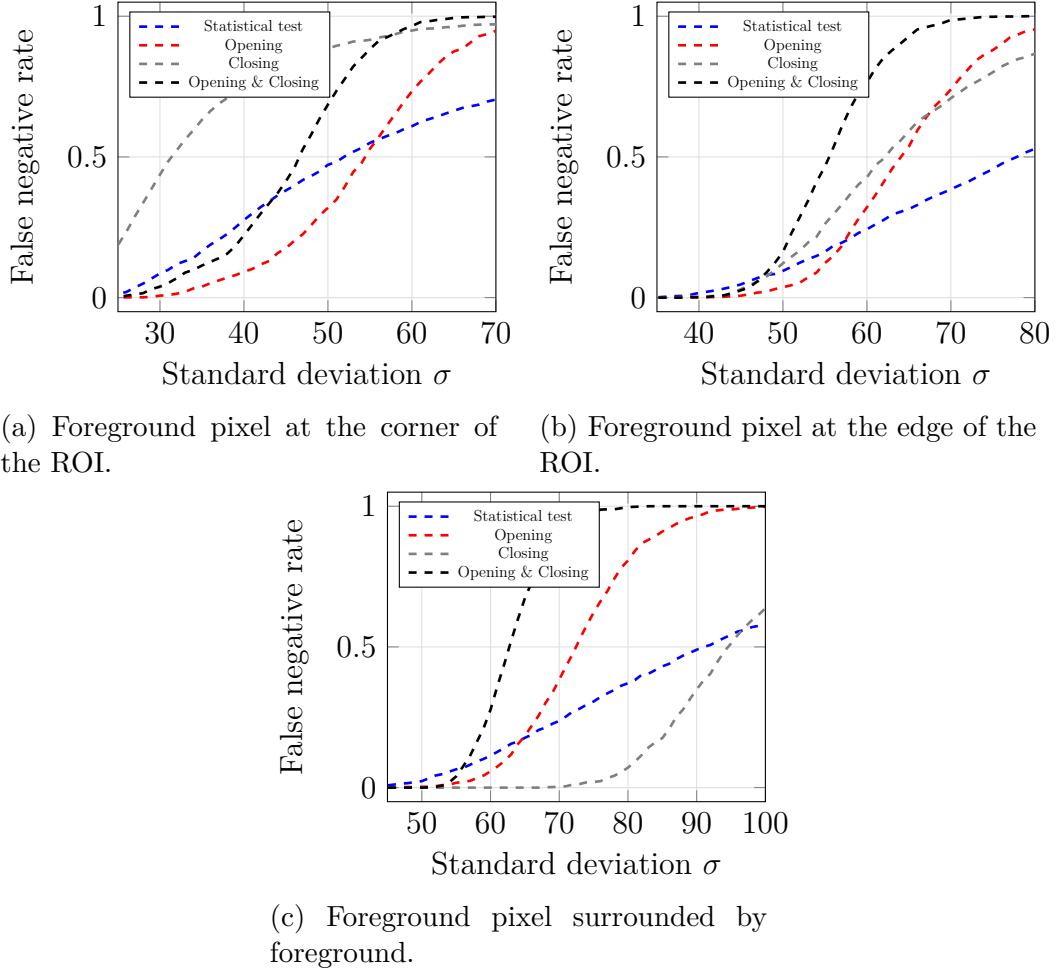 1
0.5
0
False negative rate
Statistical test
Opening
Closing
Opening & Closing
30 40 50 60 70
Standard deviation σ
(a) Foreground pixel at the corner of
the ROI.
1
0.5
0
False negative rate
Statistical test
Opening
Closing
Opening & Closing
40 50 60 70 80
Standard deviation σ
(b) Foreground pixel at the edge of the
ROI.
1
0.5
0
False negative rate
Statistical test
Opening
Closing
Opening & Closing
50 60 70 80 90 100
Standard deviation σ
(c) Foreground pixel surrounded by
foreground.